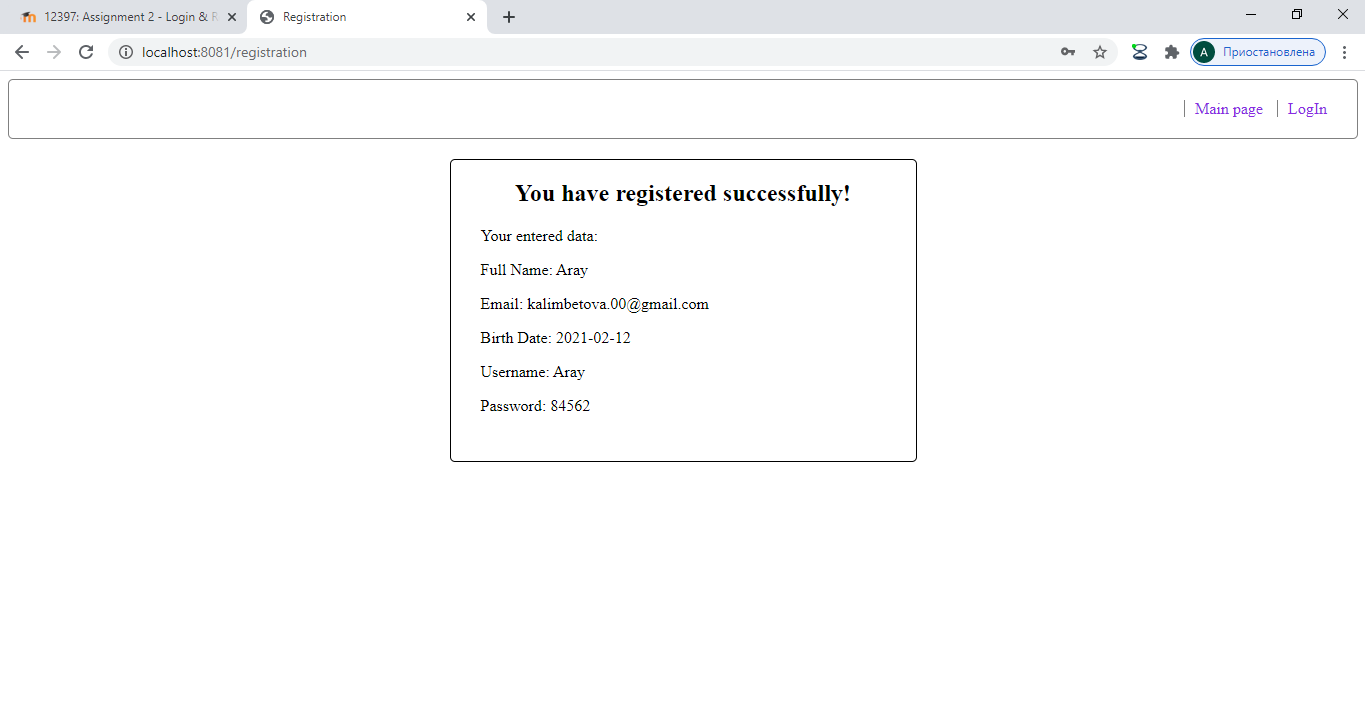 12397: Assignment 2 - Login & R
Registration
localhost:8081/registration
A
Приостановлена
Main page
LogIn
You have registered successfully!
Your entered data:
Full Name: Aray
Email: kalimbetova.00@gmail.com
Birth Date: 2021-02-12
Username: Aray
Password: 84562